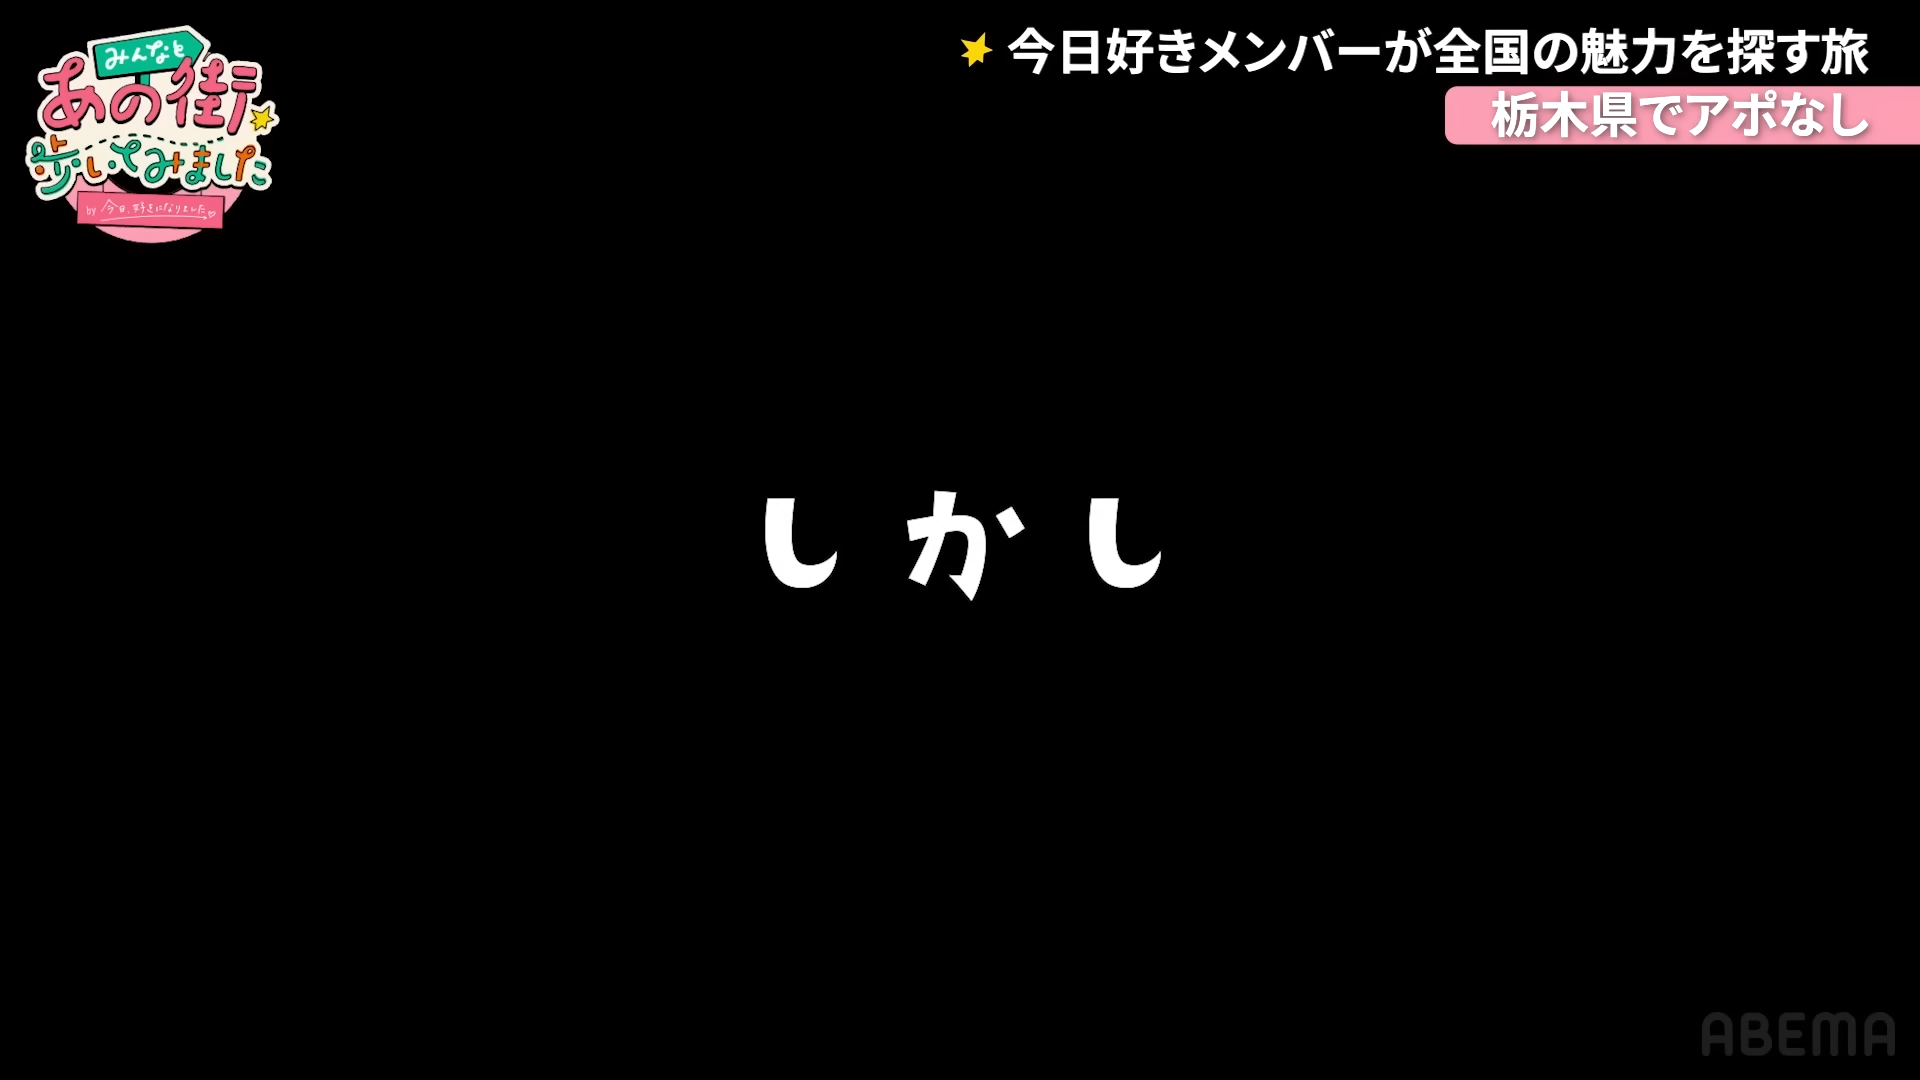 みんなと
あの街
歩いてみました
by 今日、好きになりました
今日好きメンバーが全国の魅力を探す旅
栃木県でアポなし
しかし
ABEMA